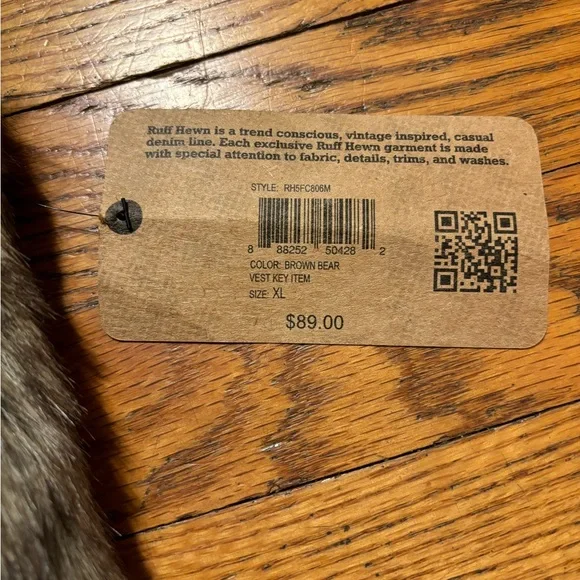 Ruff Hewn is a trend conscious, vintage inspired, casual
denim line. Each exclusive Ruff Hewn garment is made
with special attention to fabric, details, trims, and washes.
STYLE: RH5FC806M
8 88252 50428 2
COLOR: BROWN BEAR
VEST KEY ITEM
SIZE: XL
$89.00